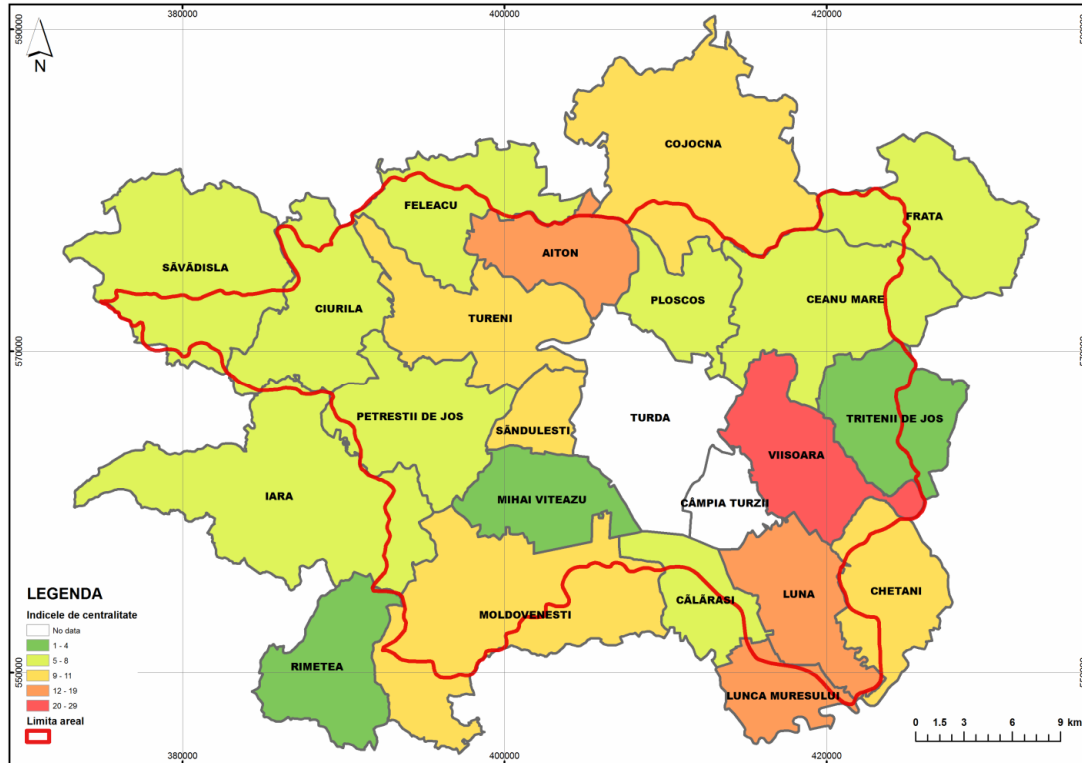 380000
400000
420000
590000
590000
N
COJOCNA
FELEACU
FRATA
AITON
SĂVĂDISLA
CIURILA
PLOSCOS
CEANU MARE
TURENI
570000
570000
PETRESTII DE JOS
SĂNDULESTI
TURDA
TRITENII DE JOS
VIISOARA
IARA
MIHAI VITEAZU
CÂMPIA TURZII
LUNA
CHETANI
CĂLĂRASI
MOLDOVENESTI
RIMETEA
LUNCA MURESULUI
550000
550000
LEGENDA
Indicele de centralitate
No data
1 - 4
5 - 8
9 - 11
12 - 19
20 - 29
Limita areal
0 1.5 3 6 9 km
380000
400000
420000